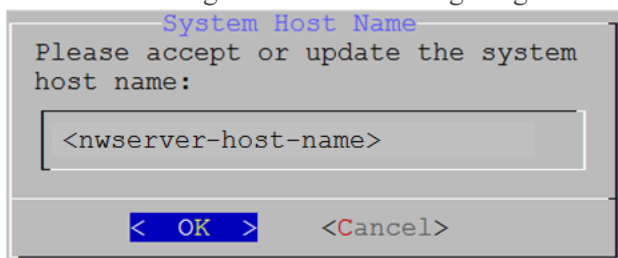 System Host Name
Please accept or update the system
host name:
<nwserver-host-name>
< OK > <Cancel>